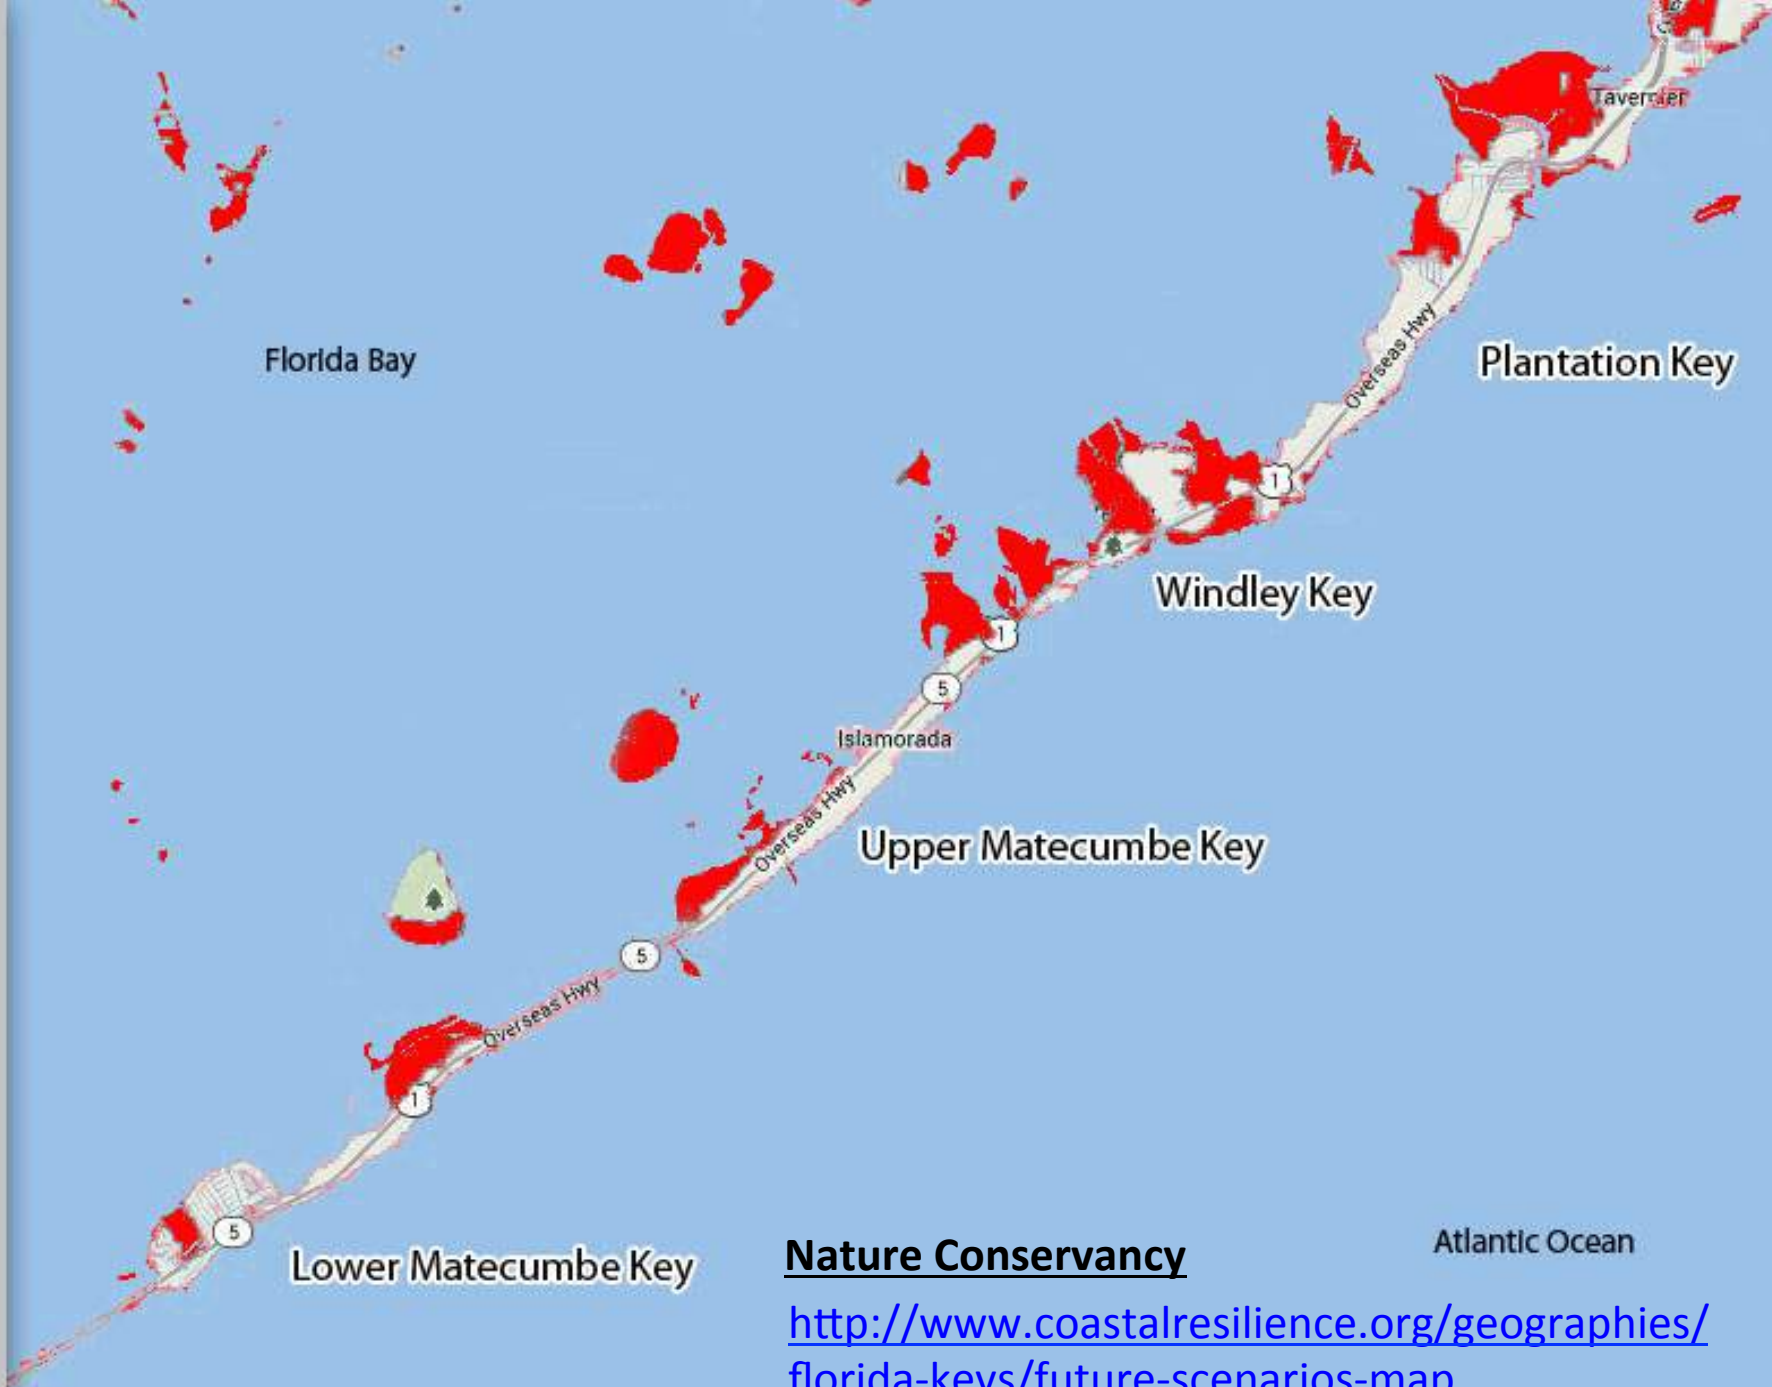 Tavernier
Florida Bay
Overseas Hwy
Plantation Key
1
Windley Key
1
5
Islamorada
Overseas Hwy
Upper Matecumbe Key
5
Overseas Hwy
1
5
Lower Matecumbe Key
Atlantic Ocean
Nature Conservancy
http://www.coastalresilience.org/geographies/
florida-keys/future-scenarios-map